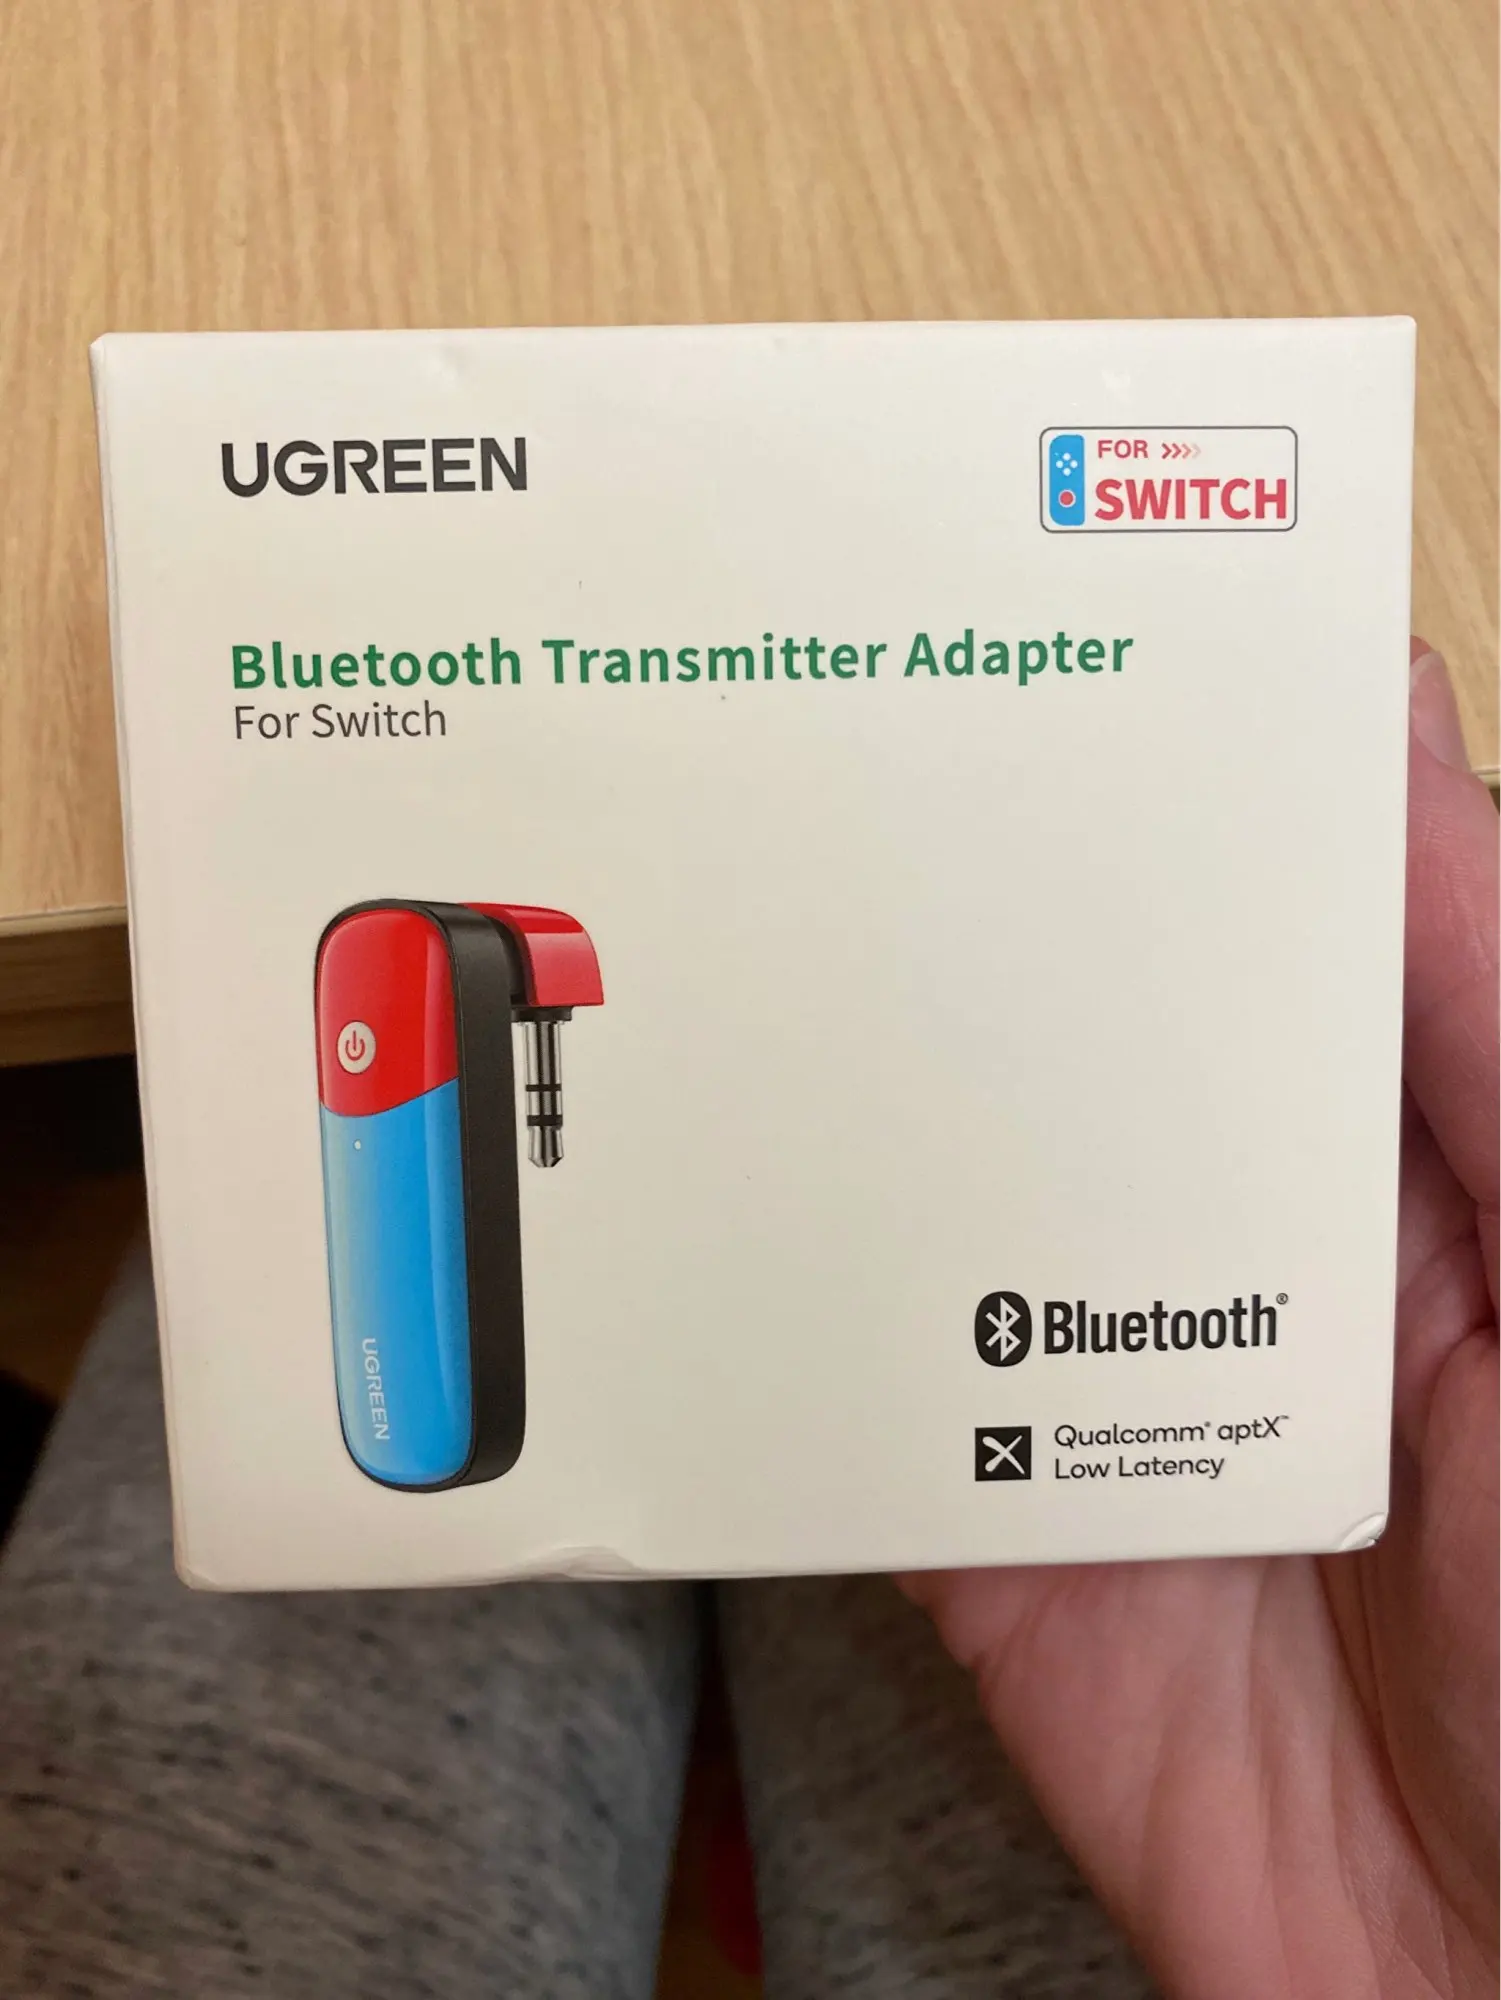 UGREEN
FOR >>>>
SWITCH
Bluetooth Transmitter Adapter
For Switch
UGREEN
Bluetooth®
Qualcomm® aptX™
Low Latency